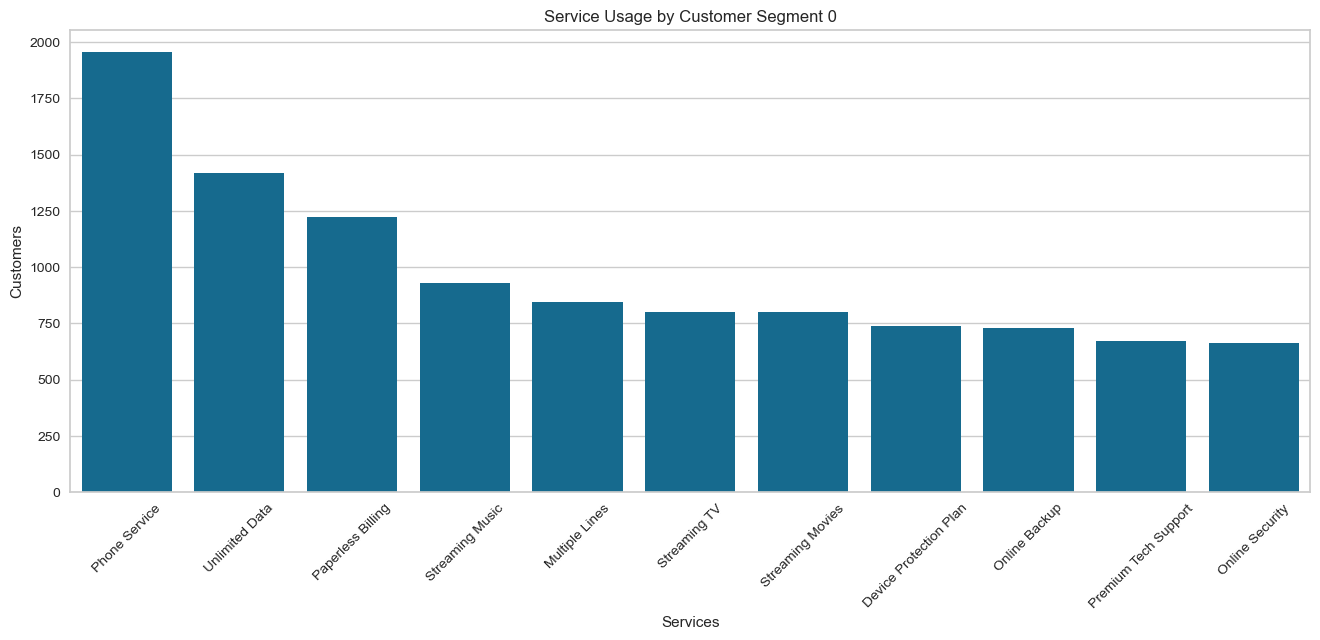 Service Usage by Customer Segment 0
2000
1750
1500
1250
1000
750
500
250
0
Customers
Phone Service
Unlimited Data
Paperless Billing
Streaming Music
Multiple Lines
Streaming TV
Streaming Movies
Device Protection Plan
Online Backup
Premium Tech Support
Online Security
Services